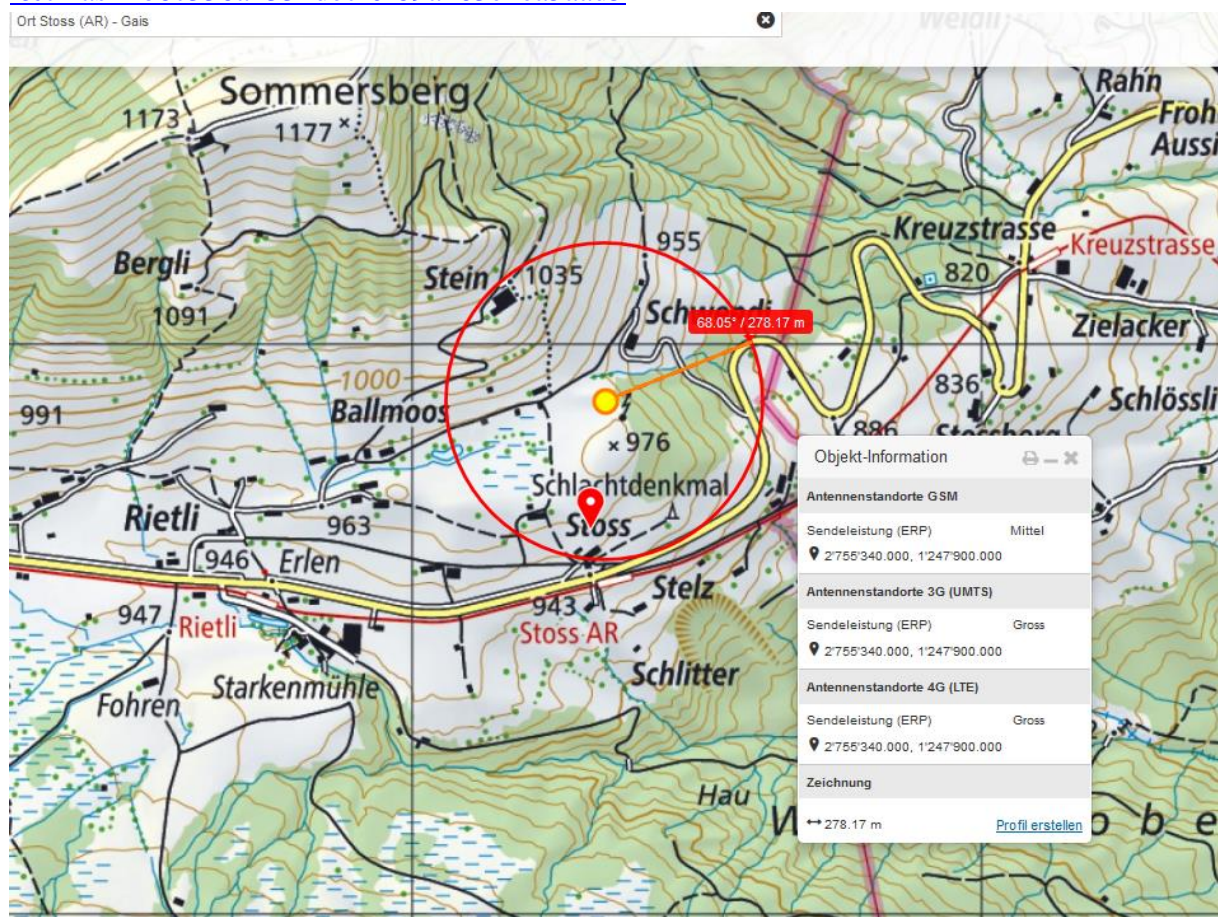 Ort Stoss (AR) - Gais
Weidli
Sommersberg
1173
1177
Rahn
Froh
Aussi
Kreuzstrasse
Kreuzstrasse
955
820
Bergli
Stein
1035
Schwendi
68.05° / 278.17 m
1091
Zielacker
1000
836
991
Ballmoos
Schlössli
886
Stossberg
976
Schlachtdenkmal
Rietli
963
Stoss
946
Erlen
943
Stelz
947
Rietli
Stoss AR
Schlitter
Starkenmühle
Fohren
Hau
W
o b e
Objekt-Information
Antennenstandorte GSM
Sendeleistung (ERP) Mittel
2'755'340.000, 1'247'900.000
Antennenstandorte 3G (UMTS)
Sendeleistung (ERP) Gross
2'755'340.000, 1'247'900.000
Antennenstandorte 4G (LTE)
Sendeleistung (ERP) Gross
2'755'340.000, 1'247'900.000
Zeichnung
278.17 m Profil erstellen